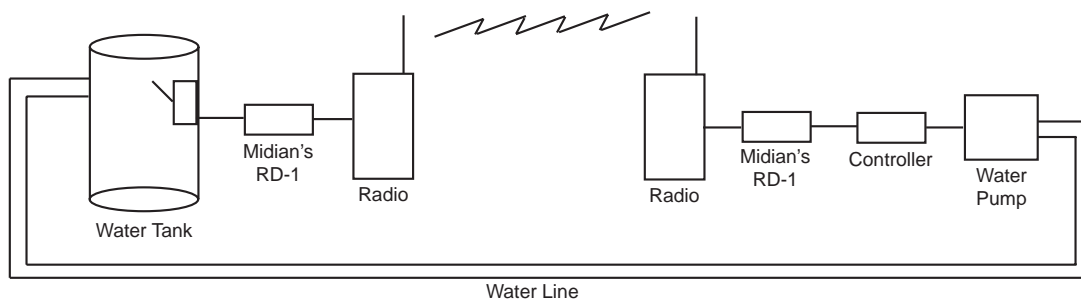 Water Tank
Midian's
RD-1
Radio
Radio
Midian's
RD-1
Controller
Water
Pump
Water Line